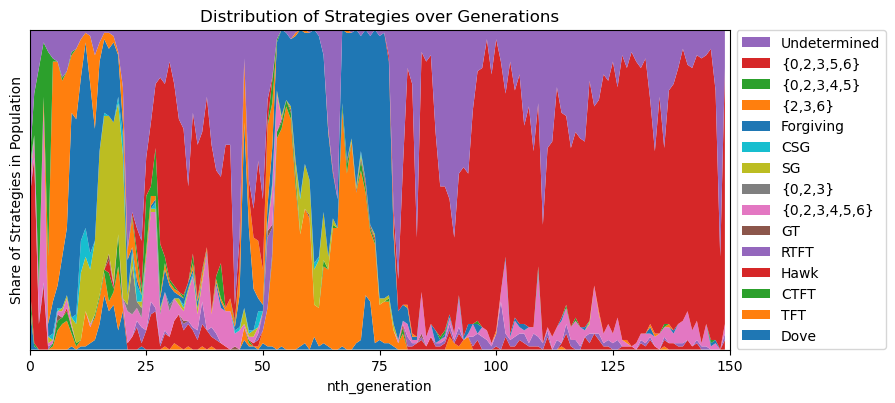 Distribution of Strategies over Generations
Share of Strategies in Population
0 25 50 75 100 125 150
nth_generation
Undetermined
{0,2,3,5,6}
{0,2,3,4,5}
{2,3,6}
Forgiving
CSG
SG
{0,2,3}
{0,2,3,4,5,6}
GT
RTFT
Hawk
CTFT
TFT
Dove